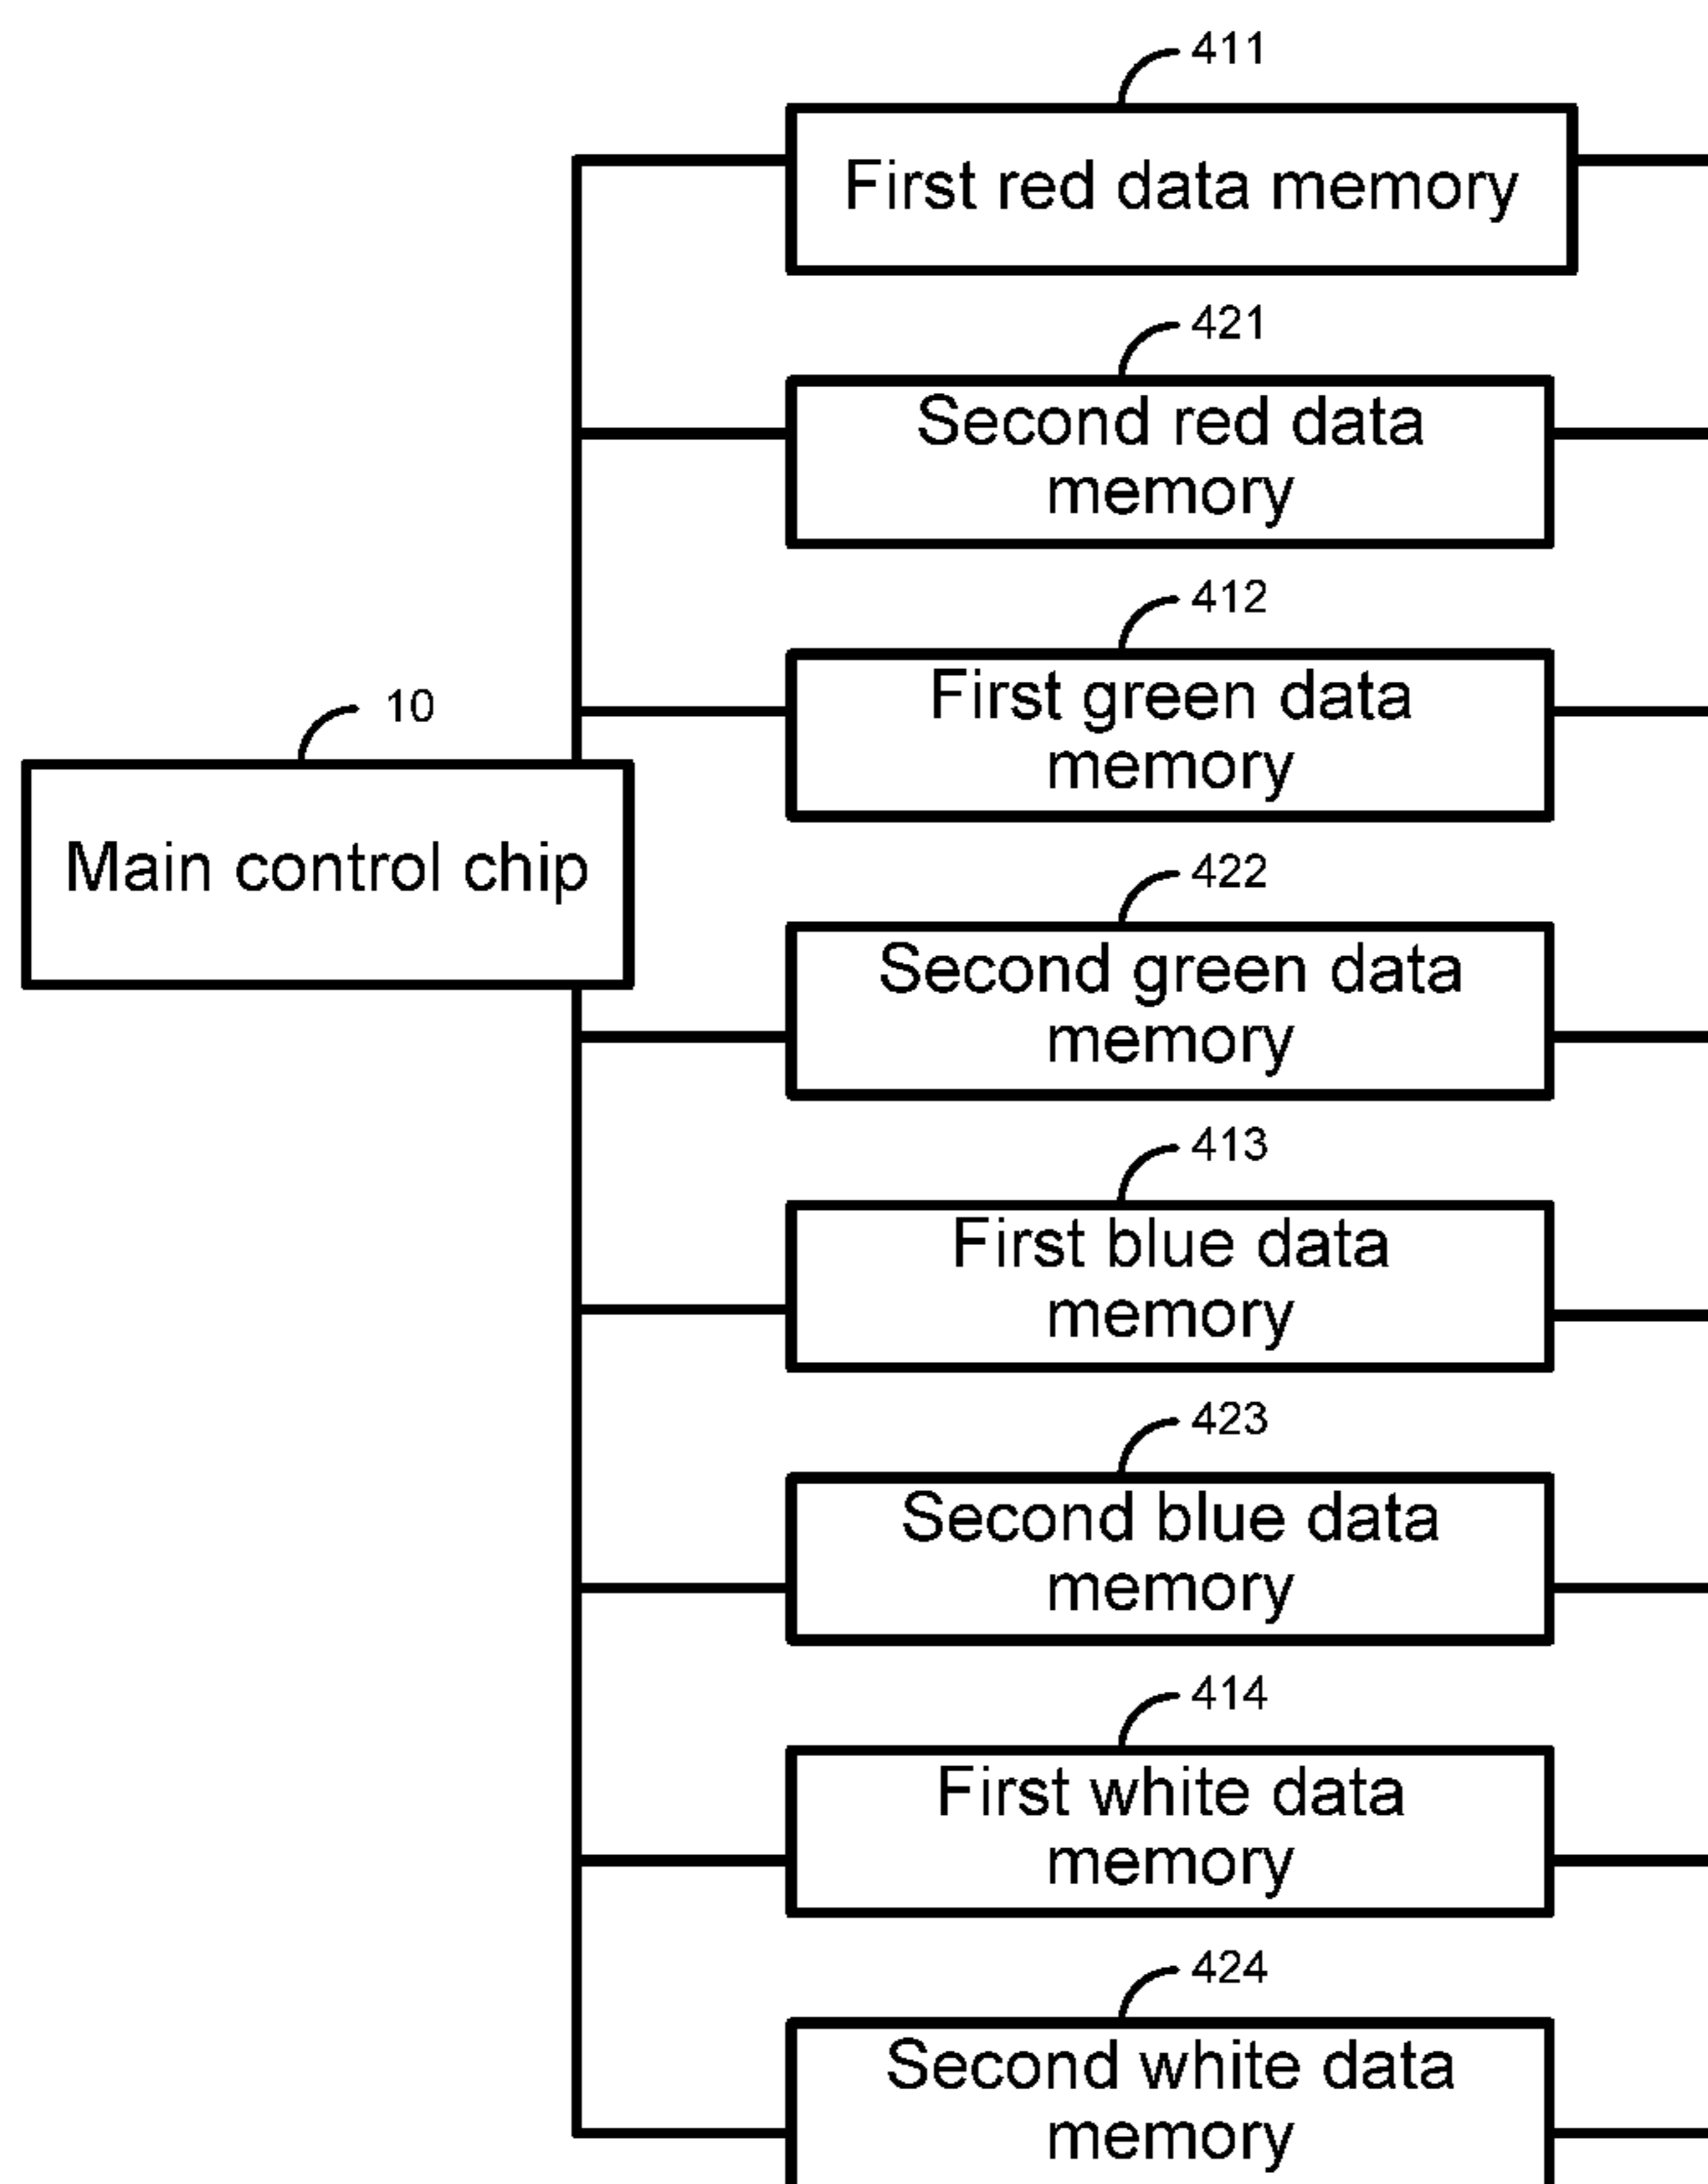 411
First red data memory
421
Second red data
memory
412
First green data
memory
10
Main control chip
422
Second green data
memory
413
First blue data
memory
423
Second blue data
memory
414
First white data
memory
424
Second white data
memory